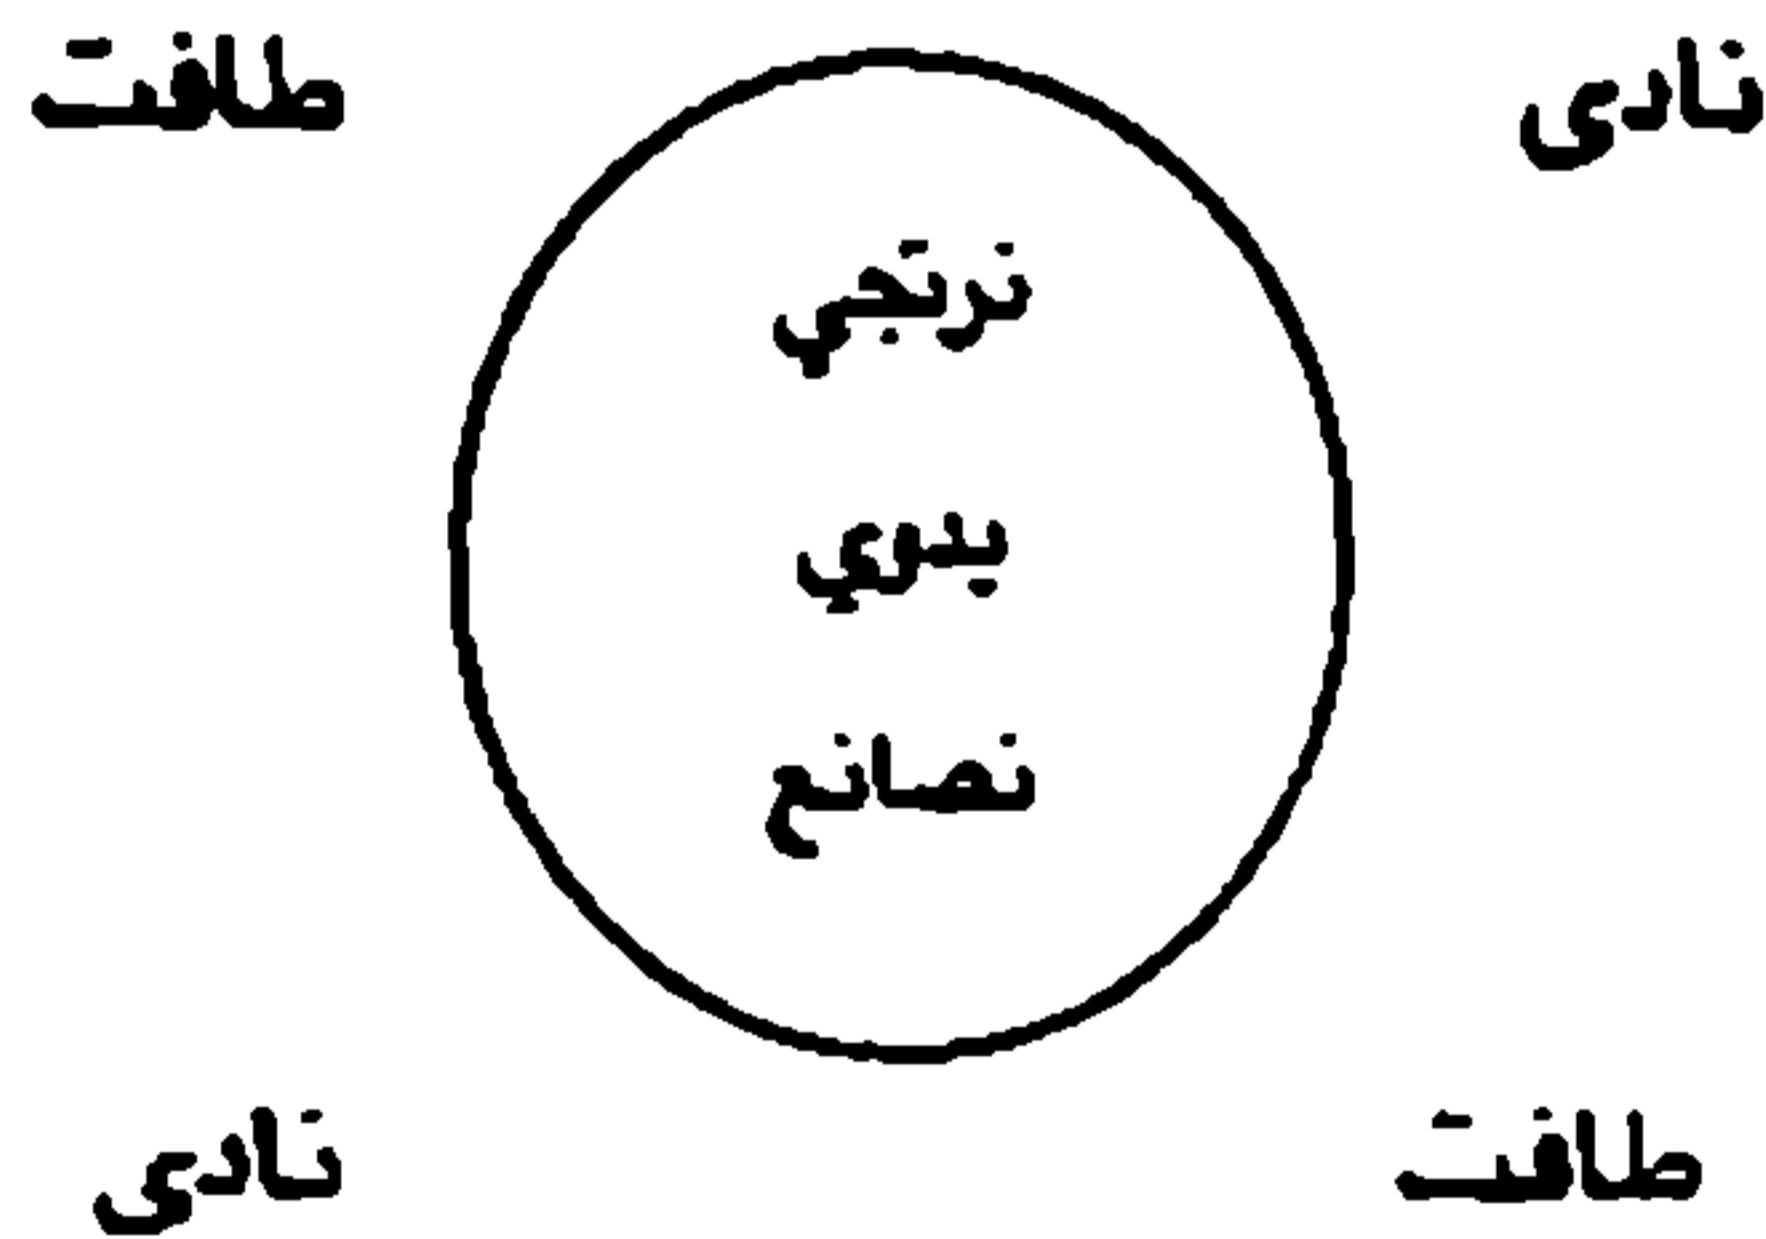 نادى
طافت
نرتجي
بدوي
نصانع
طافت
نادى